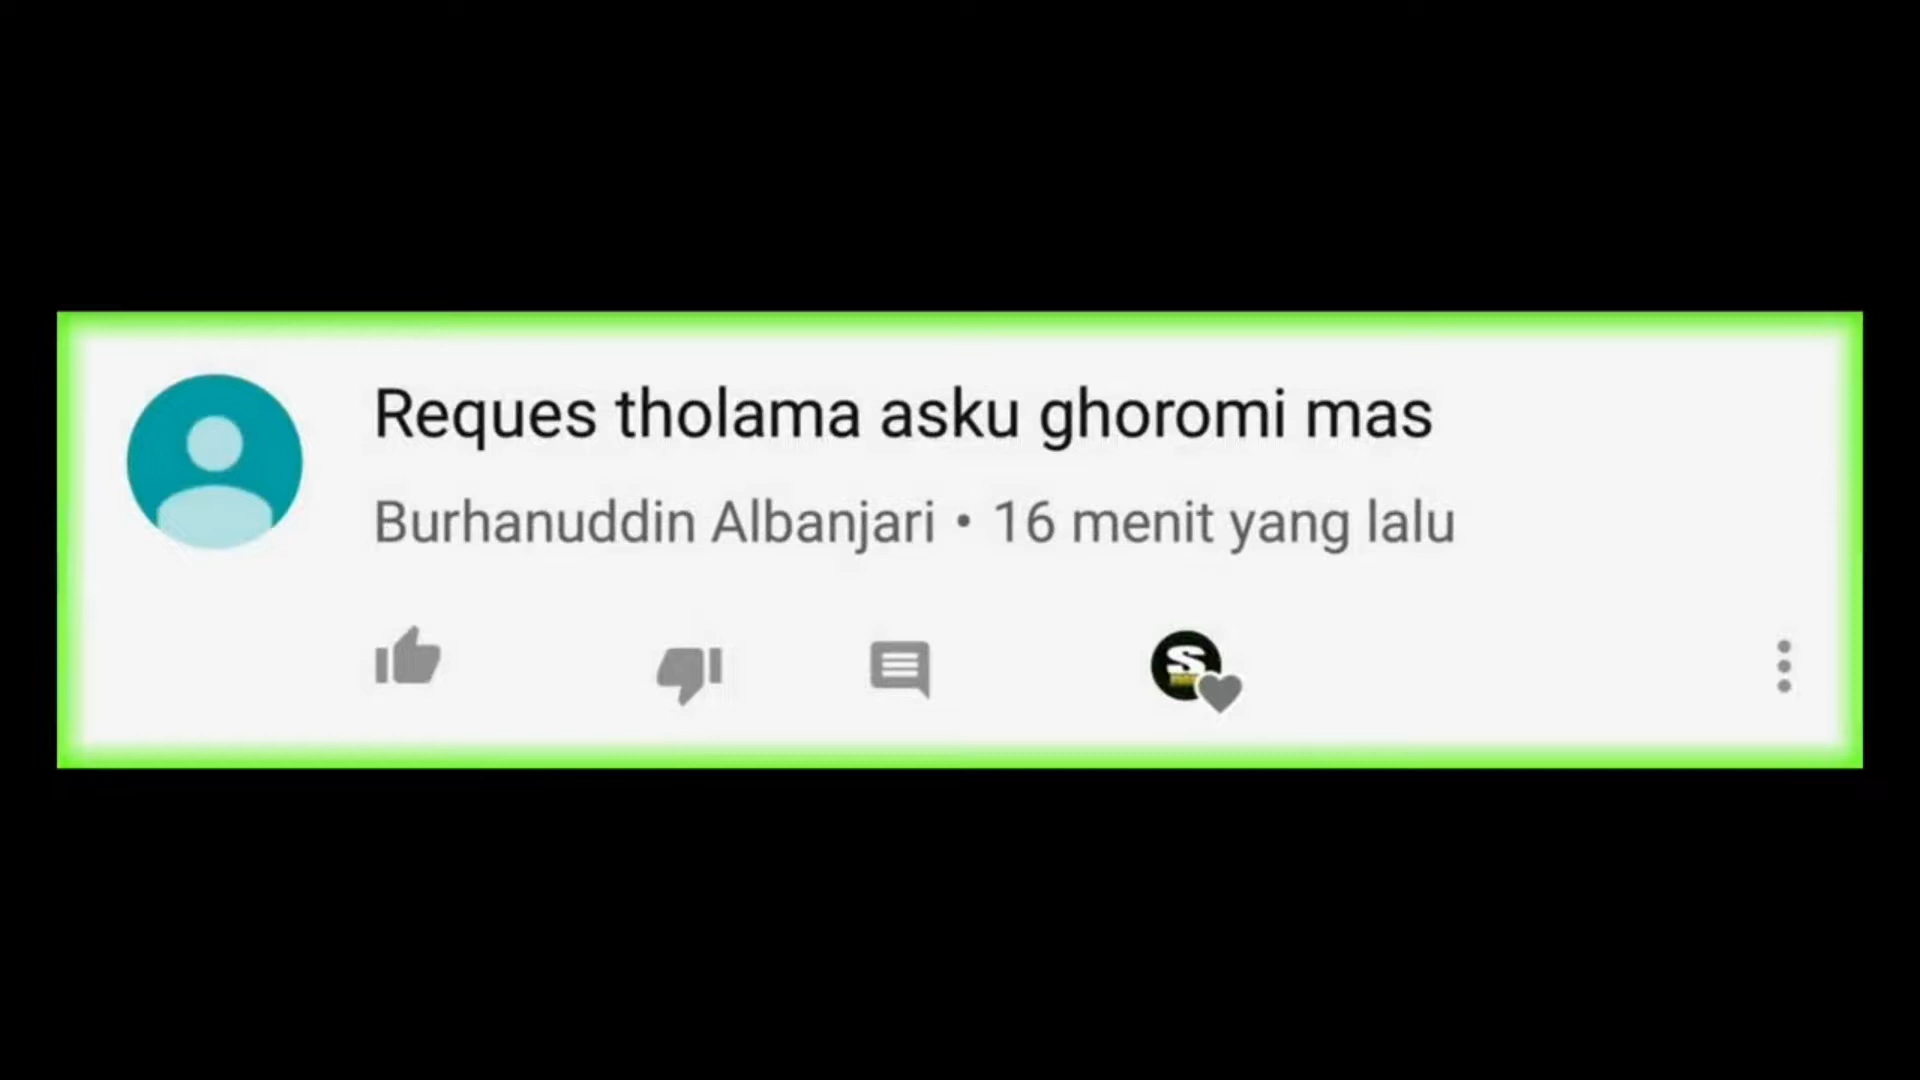 Reques tholama asku ghoromi mas
Burhanuddin Albanjari • 16 menit yang lalu
S